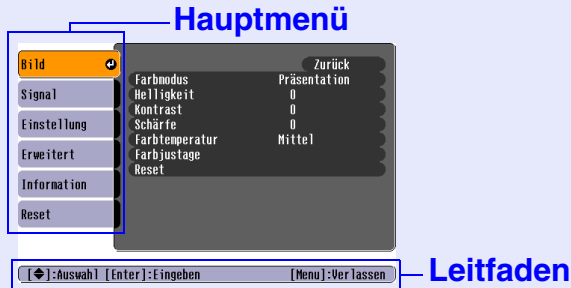 Hauptmenü
Bild
Signal
Einstellung
Erweitert
Information
Reset
Zurück
Farbmodus Präsentation
Helligkeit 0
Kontrast 0
Schärfe 0
Farbtemperatur Mittel
Farbjustage
Reset
[◆]:Auswahl [Enter]:Eingeben [Menu]:Verlassen
Leitfaden